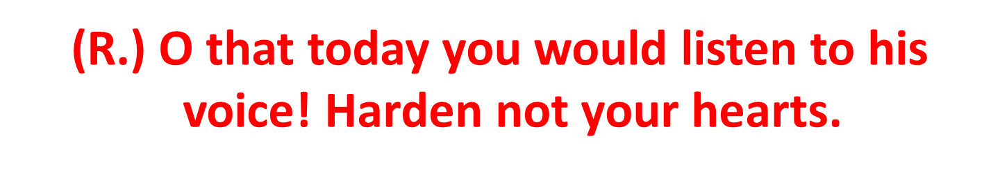 (R.) O that today you would listen to his
voice! Harden not your hearts.